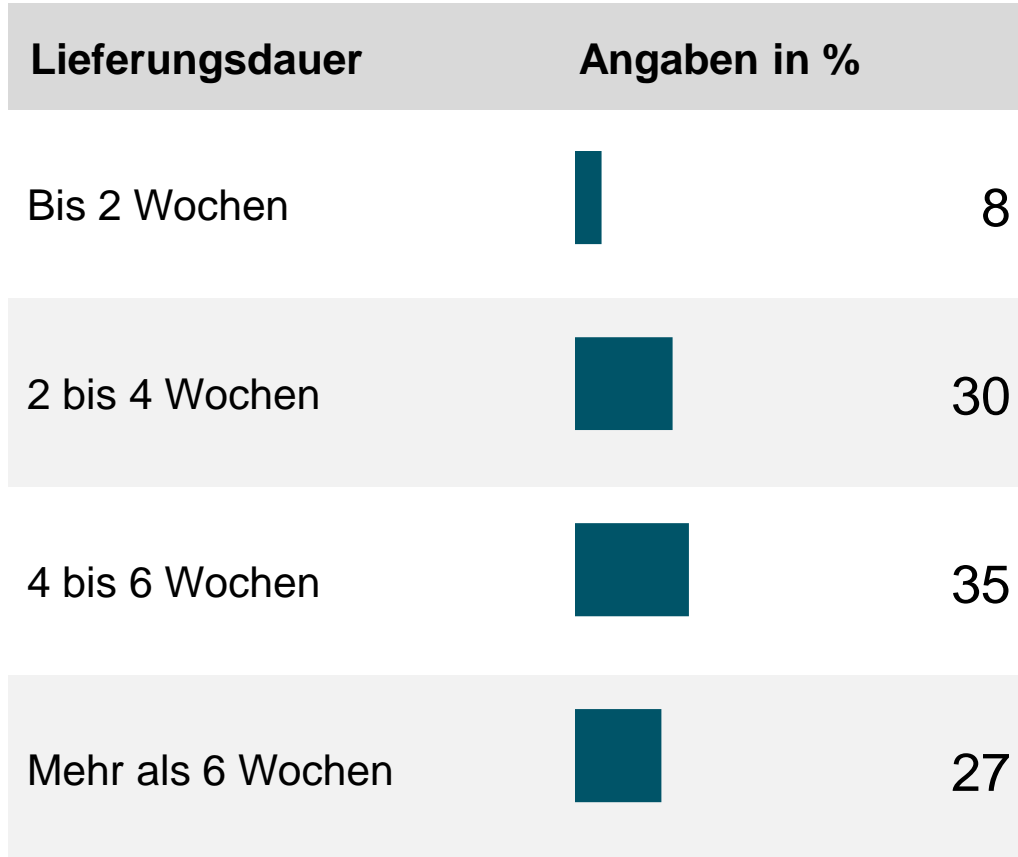 Lieferungsdauer Angaben in %
Bis 2 Wochen 8
2 bis 4 Wochen 30
4 bis 6 Wochen 35
Mehr als 6 Wochen 27